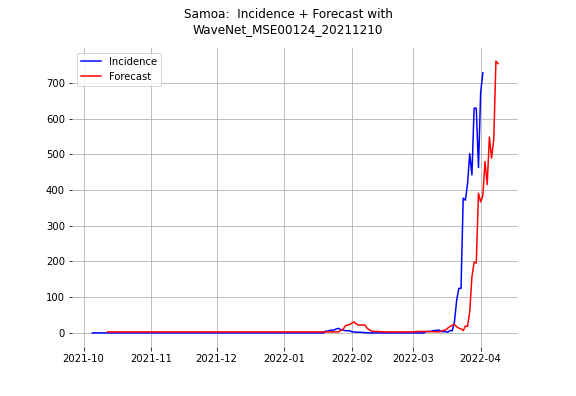 Samoa:  Incidence + Forecast with
WaveNet_MSE00124_20211210
Incidence
Forecast
700
600
500
400
300
200
100
0
2021-10 2021-11 2021-12 2022-01 2022-02 2022-03 2022-04